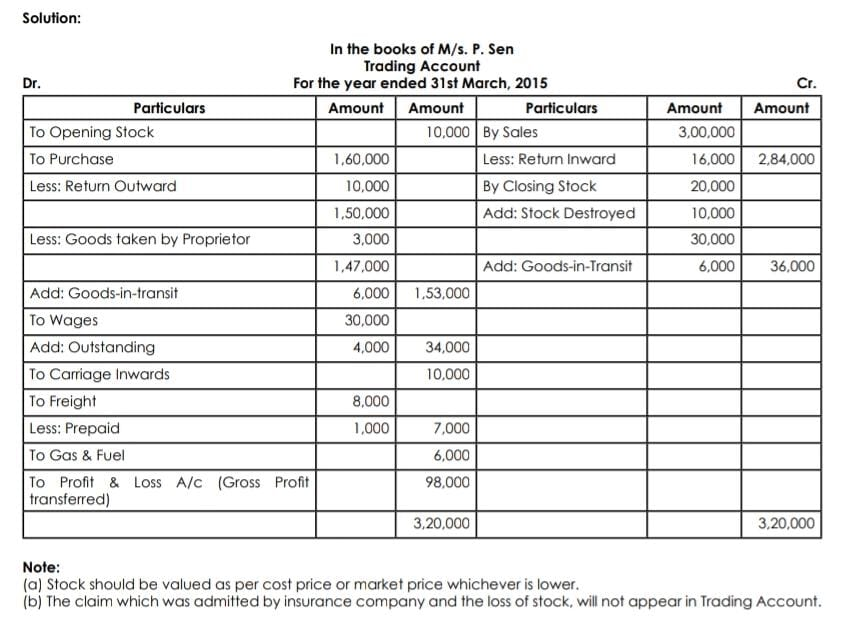 Solution:
In the books of M/s. P. Sen
Trading Account
Dr. For the year ended 31st March, 2015 Cr.
Particulars Amount Amount Particulars Amount Amount
To Opening Stock 10,000 By Sales 3,00,000
To Purchase 1,60,000 Less: Return Inward 16,000 2,84,000
Less: Return Outward 10,000 By Closing Stock 20,000
1,50,000 Add: Stock Destroyed 10,000
Less: Goods taken by Proprietor 3,000 30,000
1,47,000 Add: Goods-in-Transit 6,000 36,000
Add: Goods-in-transit 6,000 1,53,000
To Wages 30,000
Add: Outstanding 4,000 34,000
To Carriage Inwards 10,000
To Freight 8,000
Less: Prepaid 1,000 7,000
To Gas & Fuel 6,000
To Profit & Loss A/c (Gross Profit 98,000
transferred)
3,20,000 3,20,000
Note:
(a) Stock should be valued as per cost price or market price whichever is lower.
(b) The claim which was admitted by insurance company and the loss of stock, will not appear in Trading Account.